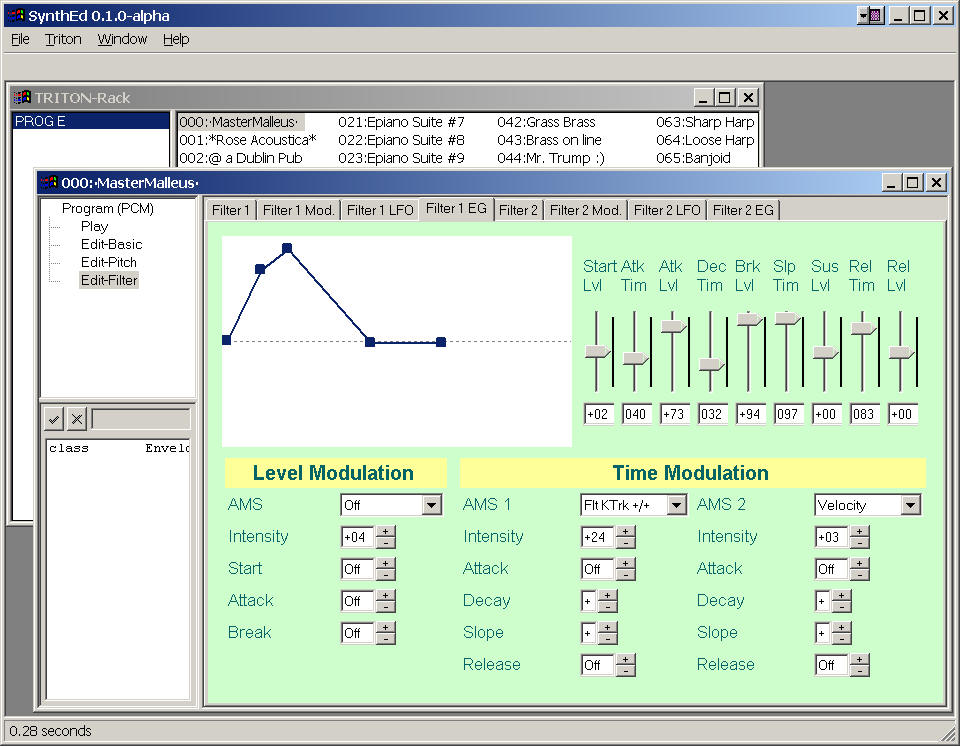 SynthEd 0.1.0-alpha
File Triton Window Help
TRITON-Rack
PROG E
000:·MasterMalleus· 021:Epiano Suite #7 042:Grass Brass 063:Sharp Harp
001:*Rose Acoustica* 022:Epiano Suite #8 043:Brass on line 064:Loose Harp
002:@ a Dublin Pub 023:Epiano Suite #9 044:Mr. Trump :) 065:Banjoid
000:·MasterMalleus·
Program (PCM)
Play
Edit-Basic
Edit-Pitch
Edit-Filter
class Envelo
Filter 1 Filter 1 Mod. Filter 1 LFO Filter 1 EG Filter 2 Filter 2 Mod. Filter 2 LFO Filter 2 EG
Start Atk Atk Dec Brk Slp Sus Rel Rel
Lvl Tim Lvl Tim Lvl Tim Lvl Tim Lvl
+02 040 +73 032 +94 097 +00 083 +00
Level Modulation Time Modulation
AMS Off AMS 1 Flt KTrk +/+ AMS 2 Velocity
Intensity +04 Intensity +24 Intensity +03
Start Off Attack Off Attack Off
Attack Off Decay + Decay +
Break Off Slope + Slope +
Release Off Release Off
0.28 seconds